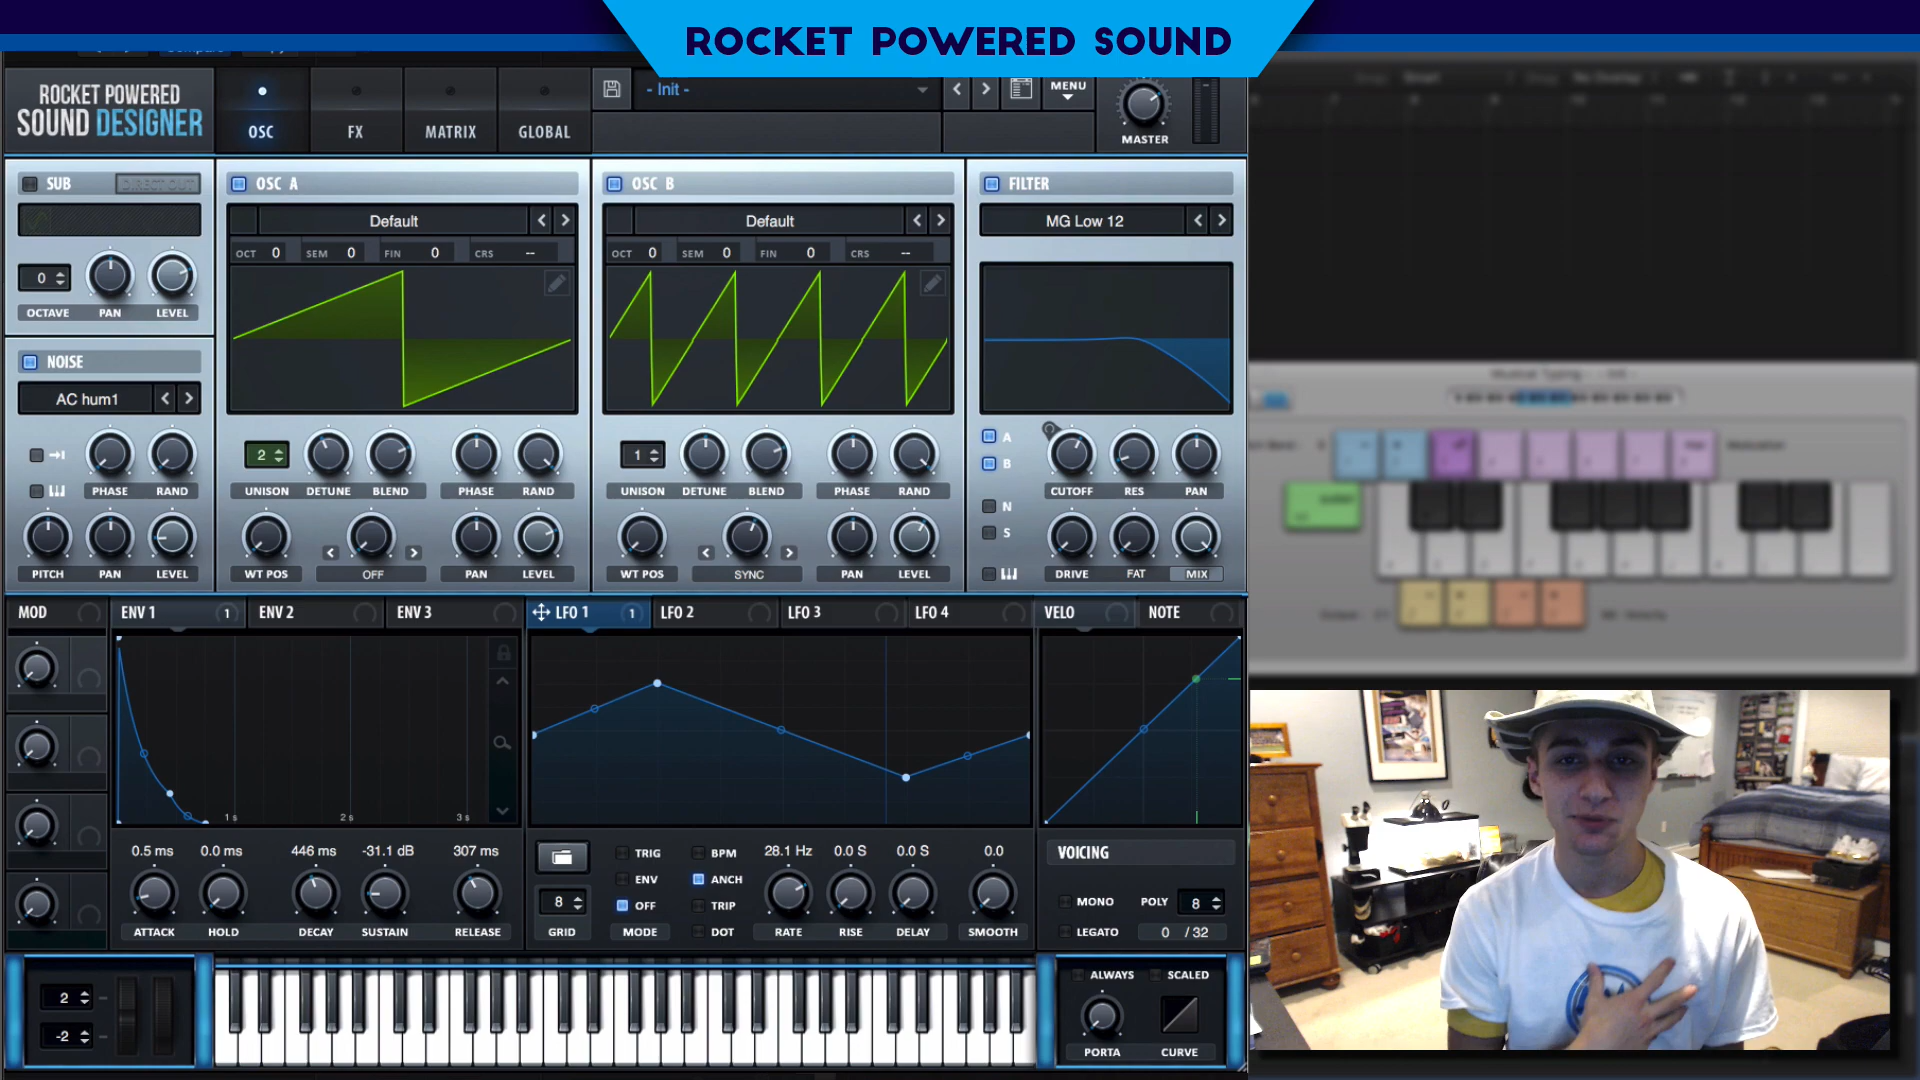 ROCKET POWERED SOUND
ROCKET POWERED
SOUND DESIGNER
OSC
FX
MATRIX
GLOBAL
- Init -
MENU
MASTER
SUB
DIRECT OUT
0
OCTAVE PAN LEVEL
NOISE
AC hum1
PHASE RAND
PITCH PAN LEVEL
OSC A
Default
OCT 0 SEM 0 FIN 0 CRS --
2
UNISON DETUNE BLEND PHASE RAND
WT POS OFF PAN LEVEL
OSC B
Default
OCT 0 SEM 0 FIN 0 CRS --
1
UNISON DETUNE BLEND PHASE RAND
WT POS SYNC PAN LEVEL
FILTER
MG Low 12
A
B
N
S
CUTOFF RES PAN
DRIVE FAT MIX
MOD
ENV 1 1 ENV 2 ENV 3
1 s 2 s 3 s
0.5 ms 0.0 ms 446 ms -31.1 dB 307 ms
ATTACK HOLD DECAY SUSTAIN RELEASE
LFO 1 1 LFO 2 LFO 3 LFO 4
8
GRID
TRIG
ENV
OFF
MODE
BPM
ANCH
TRIP
DOT
28.1 Hz 0.0 S 0.0 S 0.0
RATE RISE DELAY SMOOTH
VELO NOTE
VOICING
MONO POLY 8
LEGATO 0 / 32
2
-2
ALWAYS SCALED
PORTA CURVE
Musical Typing - - Init -